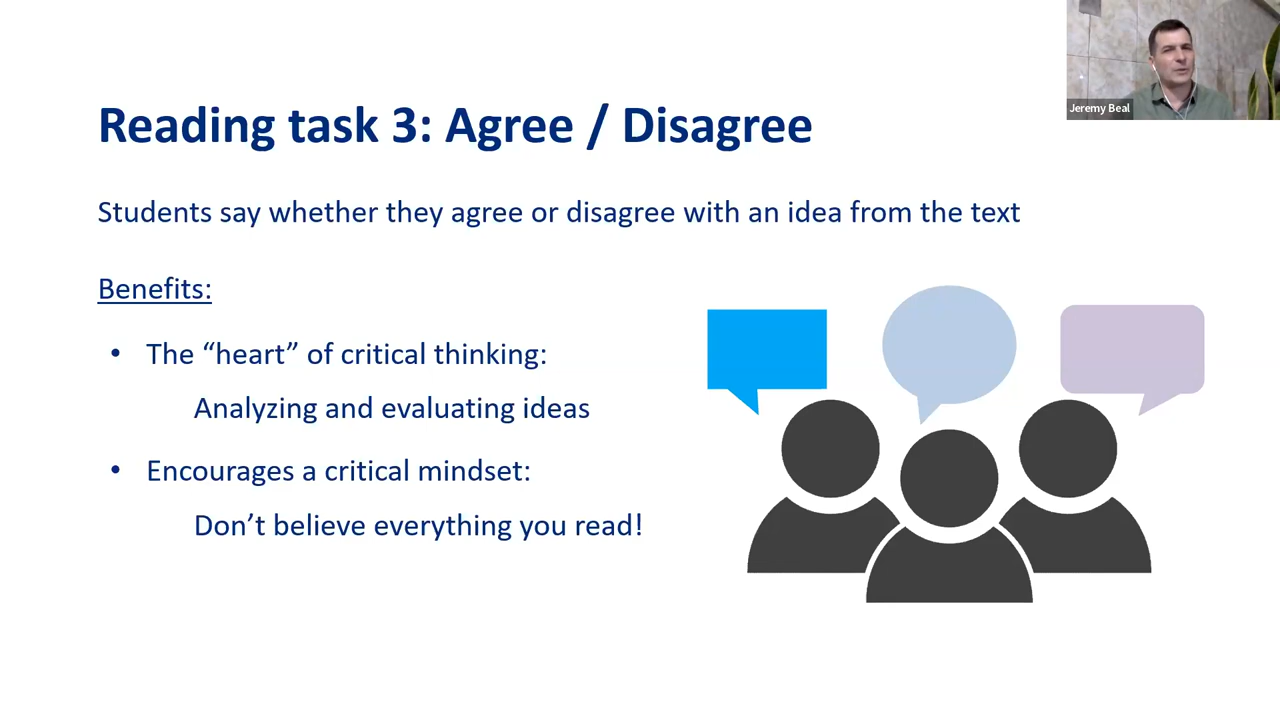 Jeremy Beal
Reading task 3: Agree / Disagree
Students say whether they agree or disagree with an idea from the text
Benefits:
• The “heart” of critical thinking:
Analyzing and evaluating ideas
• Encourages a critical mindset:
Don’t believe everything you read!